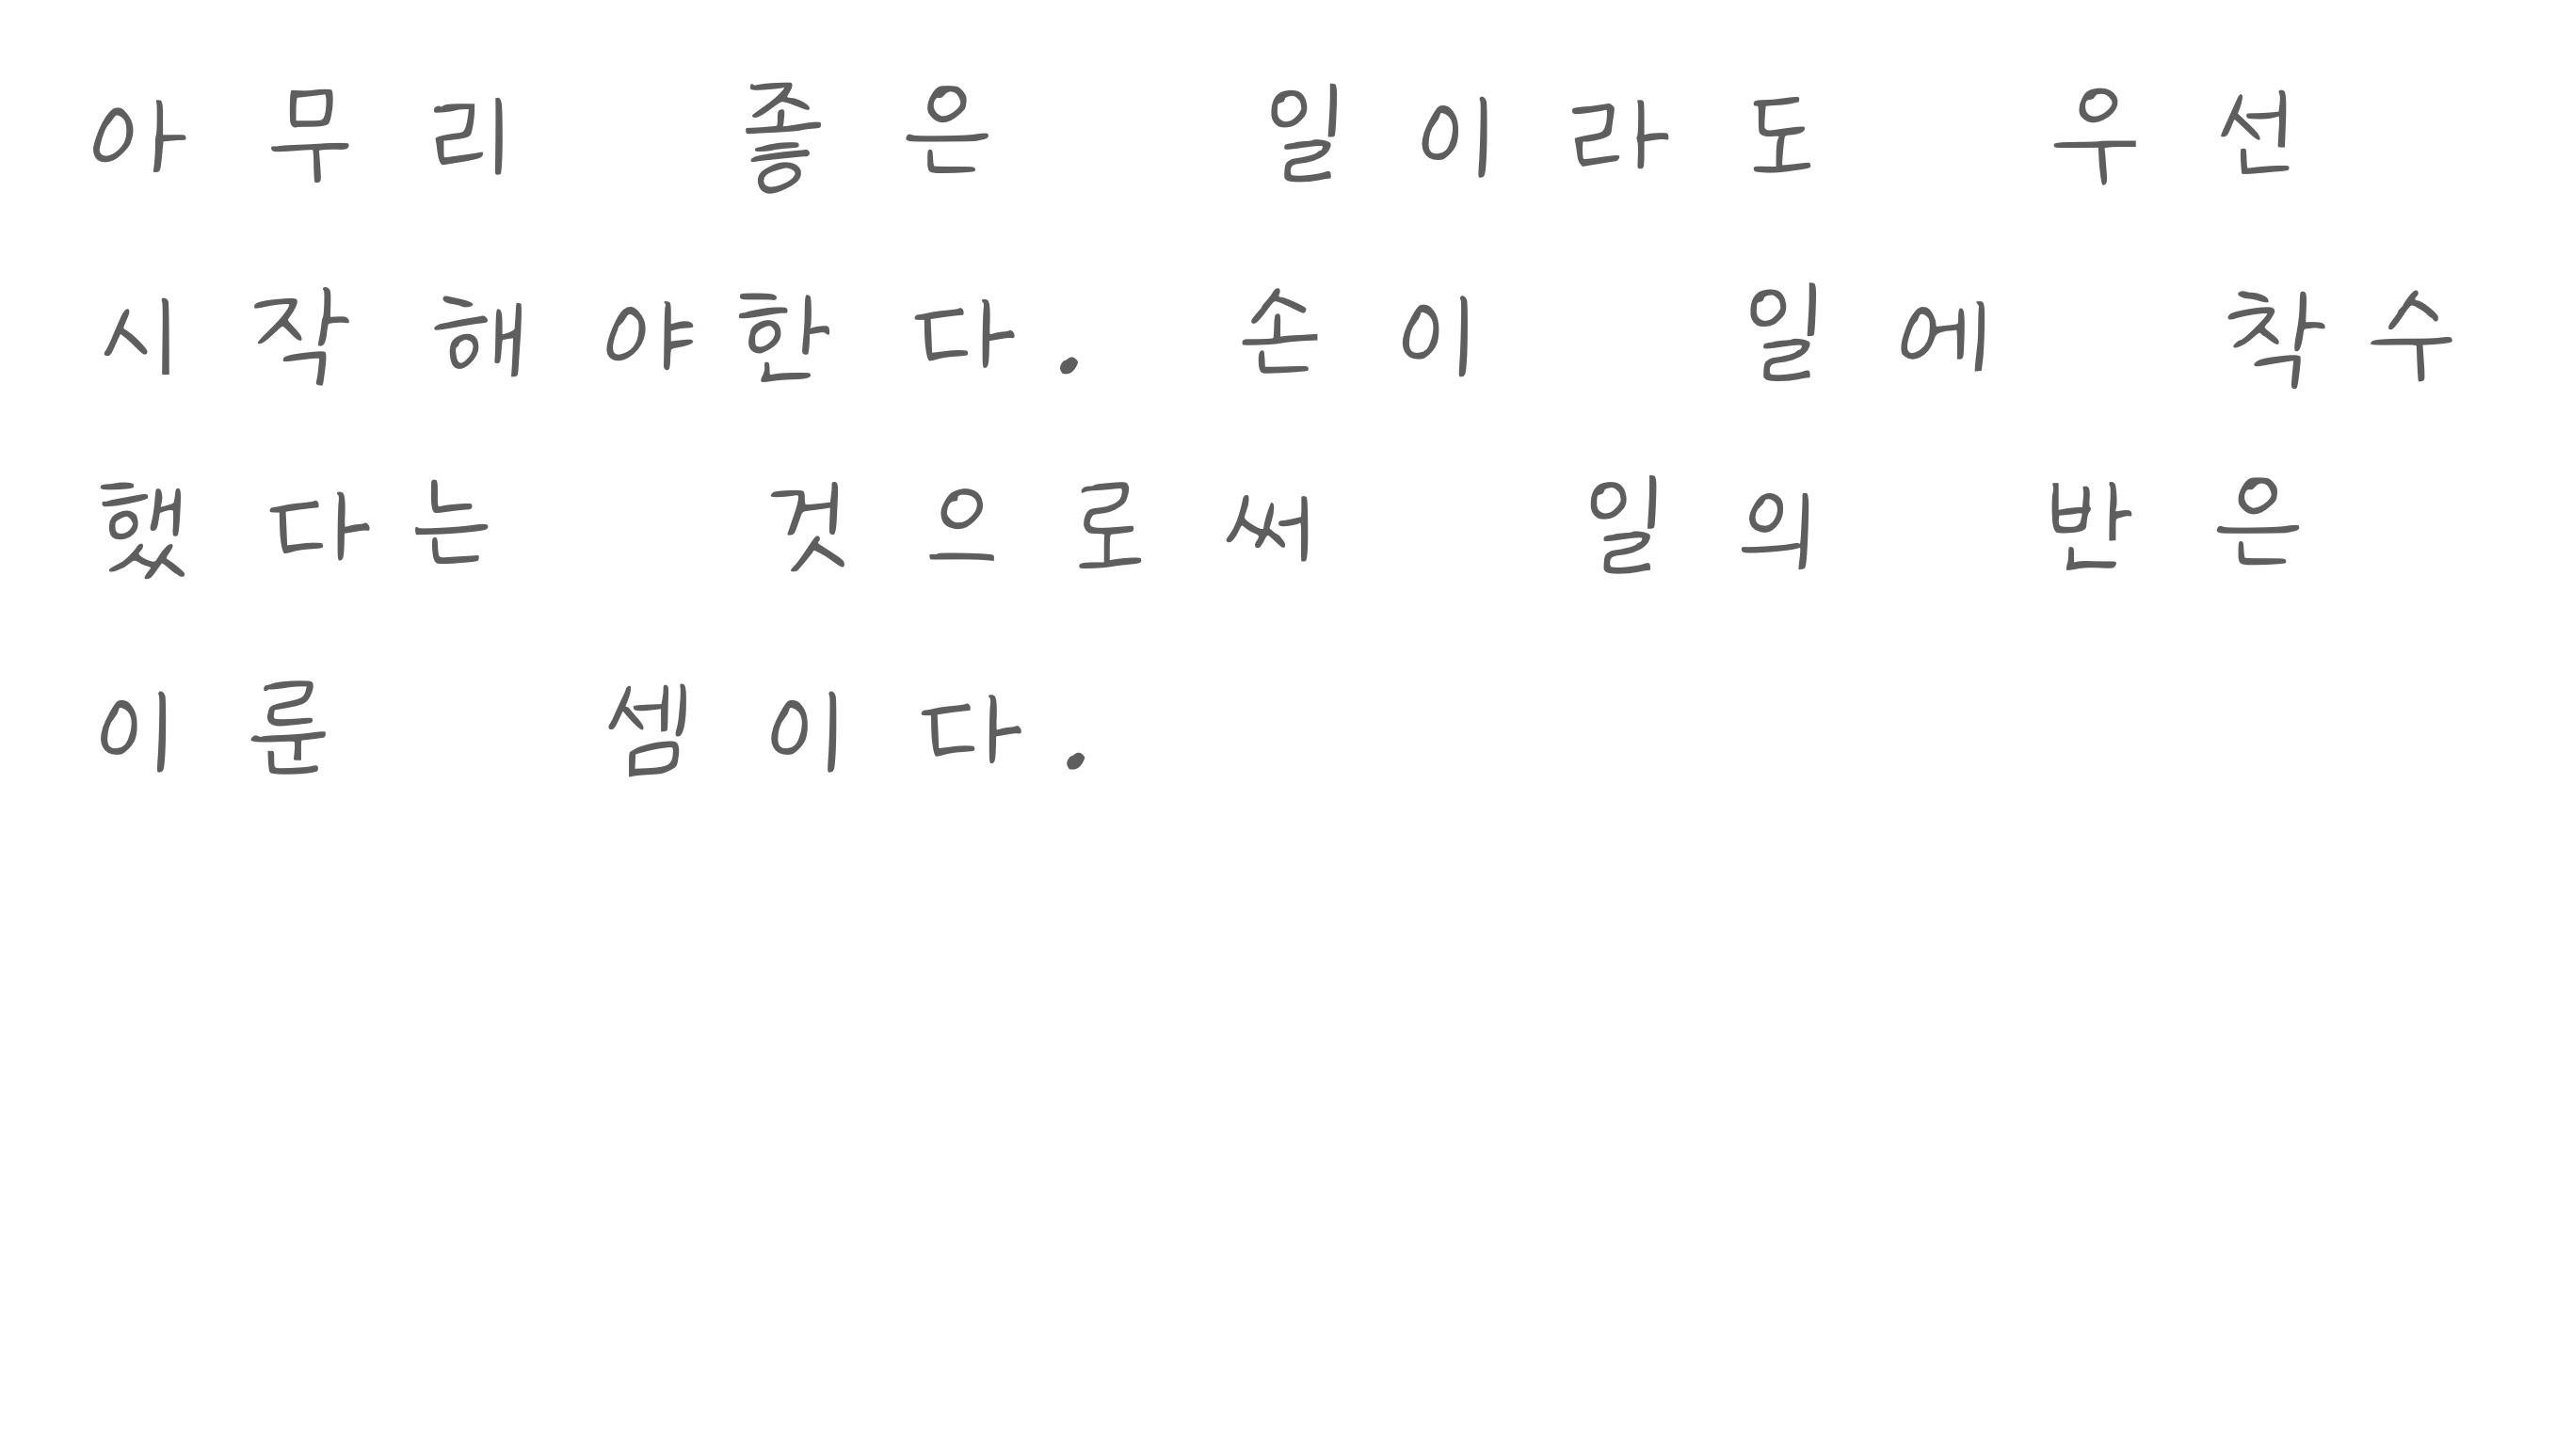 아무리 좋은 일이라도 우선
시작해야한다. 손이 일에 착수
했다는 것으로써 일의 반은
이룬 셈이다.